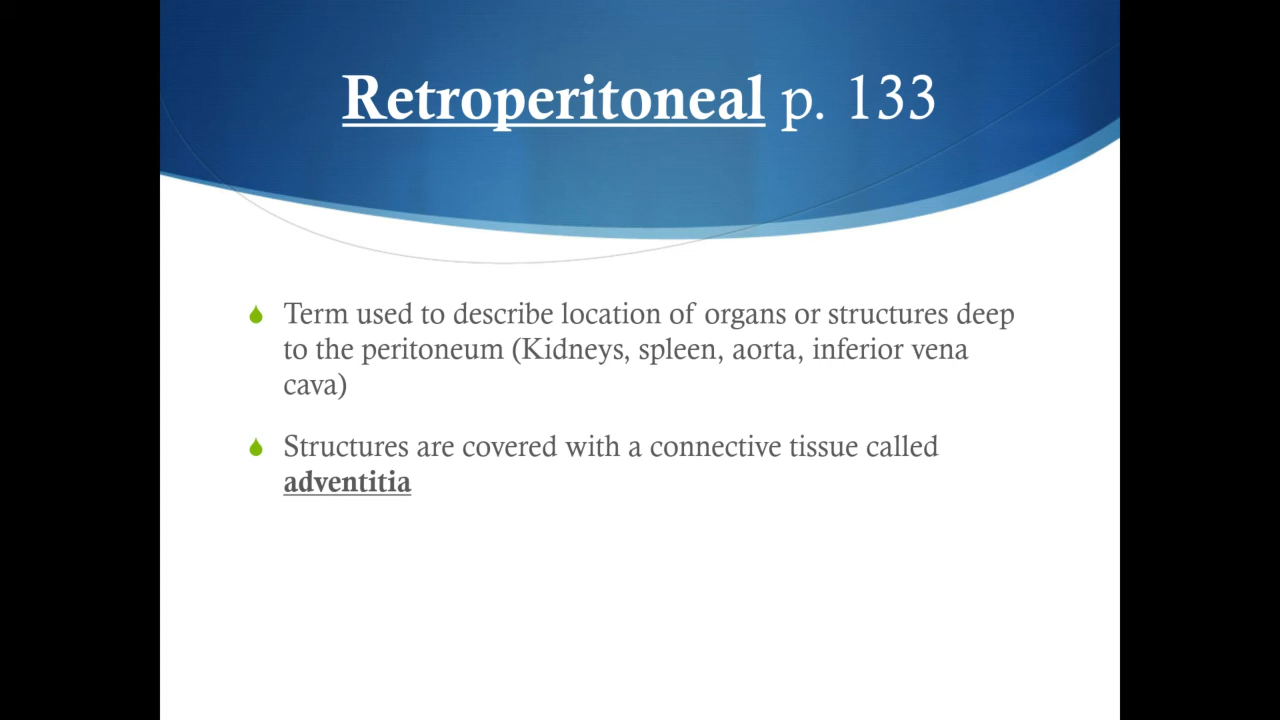 Retroperitoneal p. 133
Term used to describe location of organs or structures deep
to the peritoneum (Kidneys, spleen, aorta, inferior vena
cava)
Structures are covered with a connective tissue called
adventitia